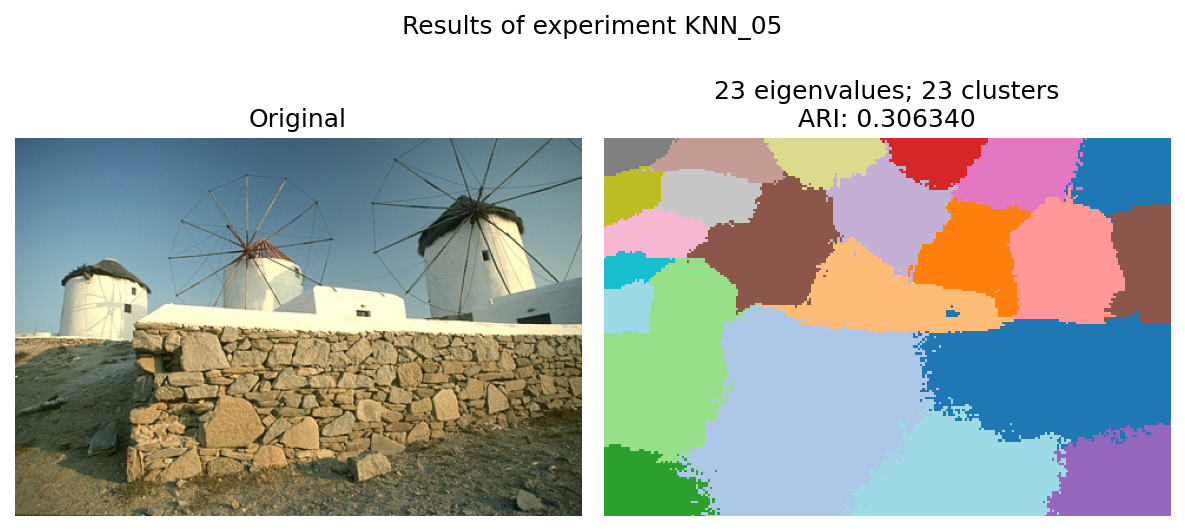 Results of experiment KNN_05
Original
23 eigenvalues; 23 clusters
ARI: 0.306340